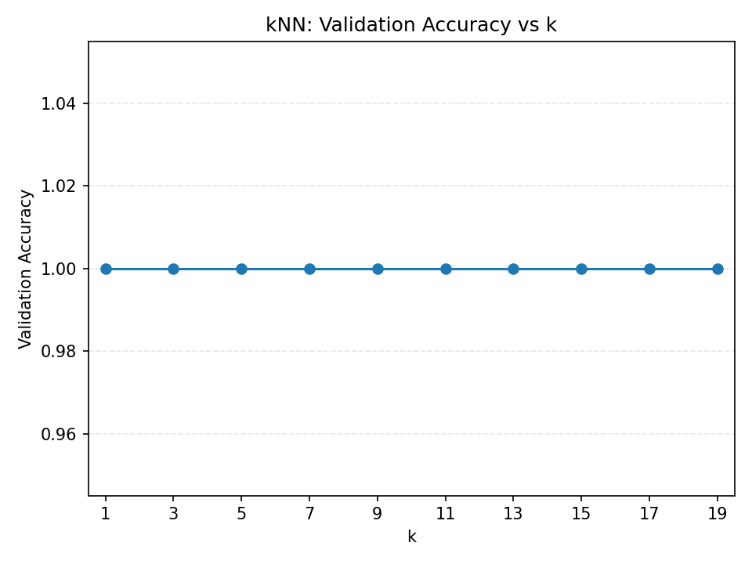 kNN: Validation Accuracy vs k
Validation Accuracy
1.04
1.02
1.00
0.98
0.96
1 3 5 7 9 11 13 15 17 19
k